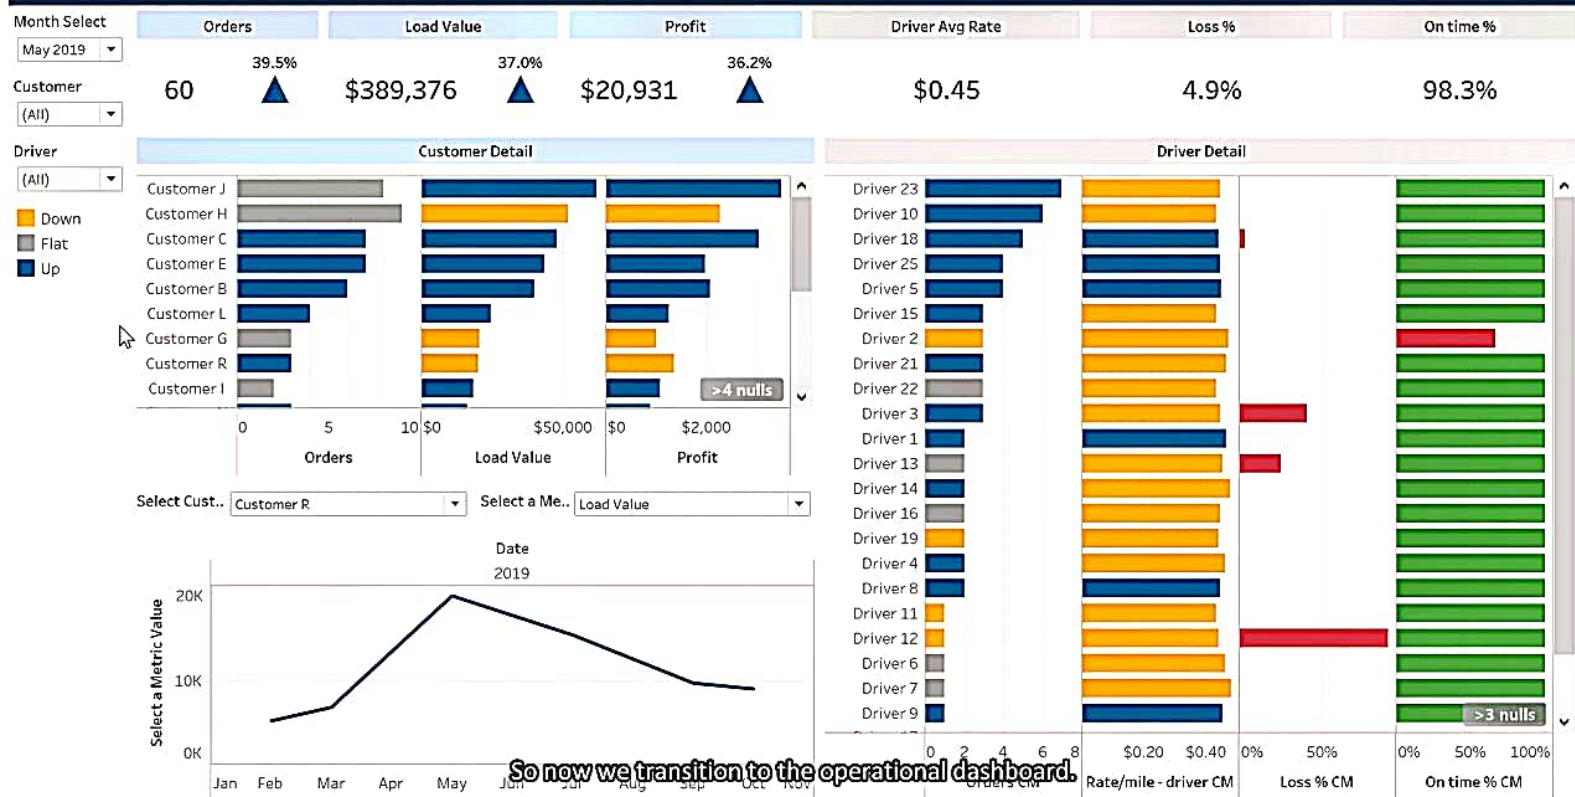 Month Select
May 2019
Customer
(All)
Driver
(All)
Down
Flat
Up
Orders
Load Value
Profit
Driver Avg Rate
Loss %
On time %
60
39.5%
$389,376
37.0%
$20,931
36.2%
$0.45
4.9%
98.3%
Customer Detail
Customer J
Customer H
Customer C
Customer E
Customer B
Customer L
Customer G
Customer R
Customer I
>4 nulls
0 5 10 $0 $50,000 $0 $2,000
Orders Load Value Profit
Select Cust.. Customer R Select a Me.. Load Value
Date
2019
Select a Metric Value
20K
10K
0K
Jan Feb Mar Apr May Jun Jul Aug Sep Oct Nov
Driver Detail
Driver 23
Driver 10
Driver 18
Driver 25
Driver 5
Driver 15
Driver 2
Driver 21
Driver 22
Driver 3
Driver 1
Driver 13
Driver 14
Driver 16
Driver 19
Driver 4
Driver 8
Driver 11
Driver 12
Driver 6
Driver 7
Driver 9
>3 nulls
0 2 4 6 8 $0.20 $0.40 0% 50% 0% 50% 100%
Orders CM Rate/mile - driver CM Loss % CM On time % CM
So now we transition to the operational dashboard.